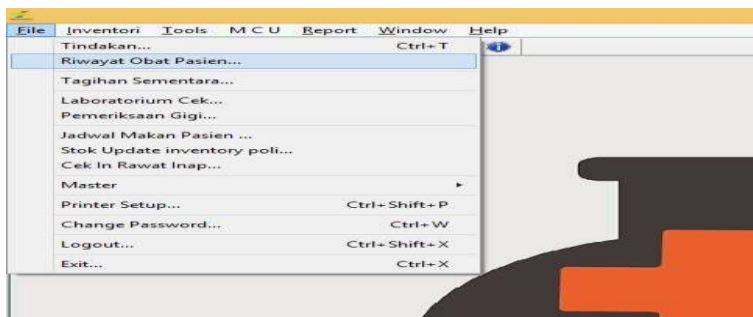 File Inventori Tools M C U Report Window Help
Tindakan... Ctrl+T
Riwayat Obat Pasien...
Tagihan Sementara...
Laboratorium Cek...
Pemeriksaan Gigi...
Jadwal Makan Pasien ...
Stok Update inventory poli...
Cek In Rawat Inap...
Master
Printer Setup... Ctrl+Shift+P
Change Password... Ctrl+W
Logout... Ctrl+Shift+X
Exit... Ctrl+X